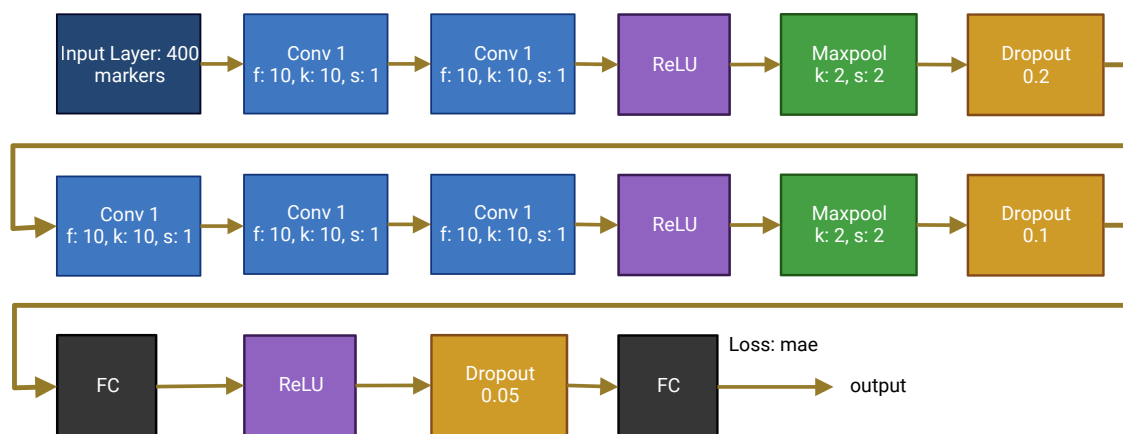 Input Layer: 400
markers
Conv 1
f: 10, k: 10, s: 1
Conv 1
f: 10, k: 10, s: 1
ReLU
Maxpool
k: 2, s: 2
Dropout
0.2
Conv 1
f: 10, k: 10, s: 1
Conv 1
f: 10, k: 10, s: 1
Conv 1
f: 10, k: 10, s: 1
ReLU
Maxpool
k: 2, s: 2
Dropout
0.1
FC
ReLU
Dropout
0.05
FC
Loss: mae
output